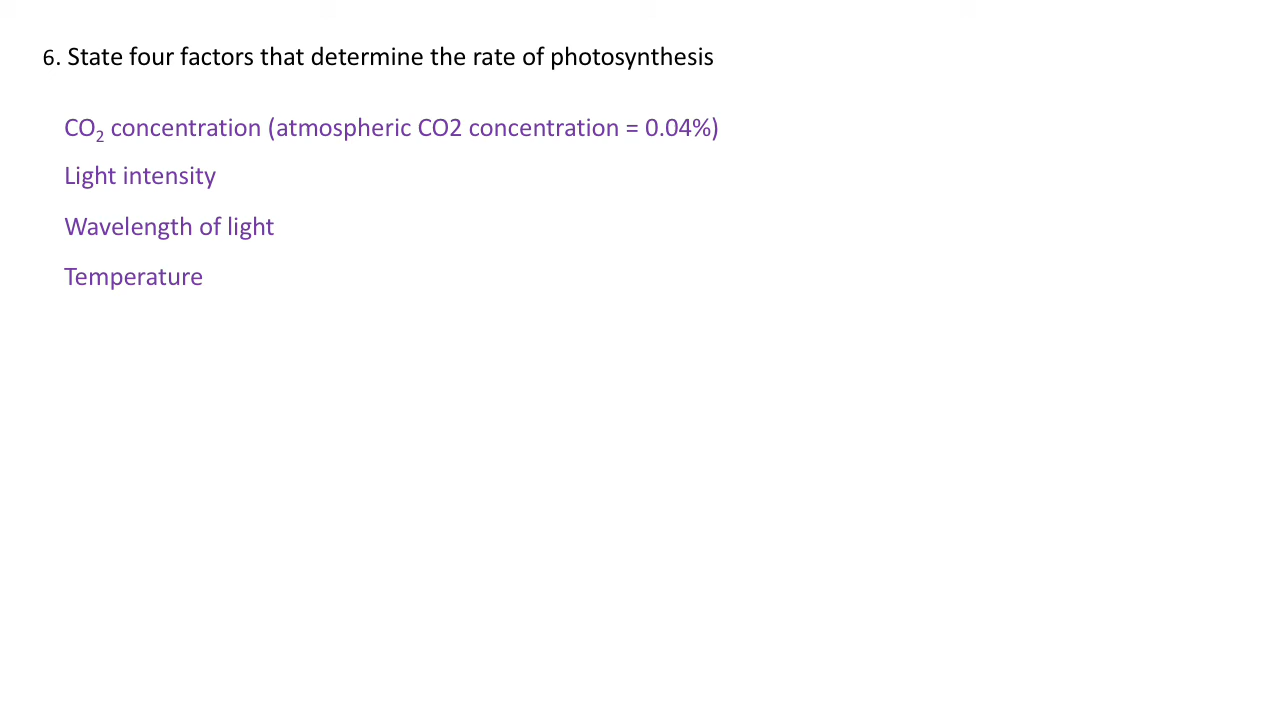 6. State four factors that determine the rate of photosynthesis
CO₂ concentration (atmospheric CO2 concentration = 0.04%)
Light intensity
Wavelength of light
Temperature